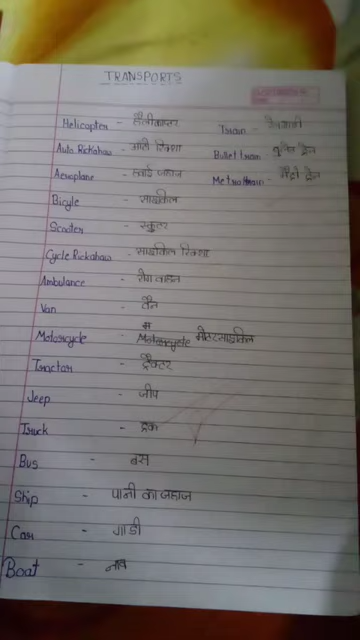 TRANSPORTS
Helicopter - हैलीकाप्टर
Train - रेलगाडी
Auto Rickshaw - ऑटो रिक्शा
Bullet train - बुलेट ट्रेन
Aeroplane - हवाई जहाज
Metro train - मैट्रो ट्रेन
Bicyle - साइकिल
Scooter - स्कूटर
Cycle Rickshaw - साइकिल रिक्शा
Ambulance - रोग वाहन
Van - वैन
Motorcycle - मोटरसाइकिल
Tractor - ट्रैक्टर
Jeep - जीप
Truck - ट्रक
Bus - बस
Ship - पानी का जहाज
Car - गाडी
Boat - नाव